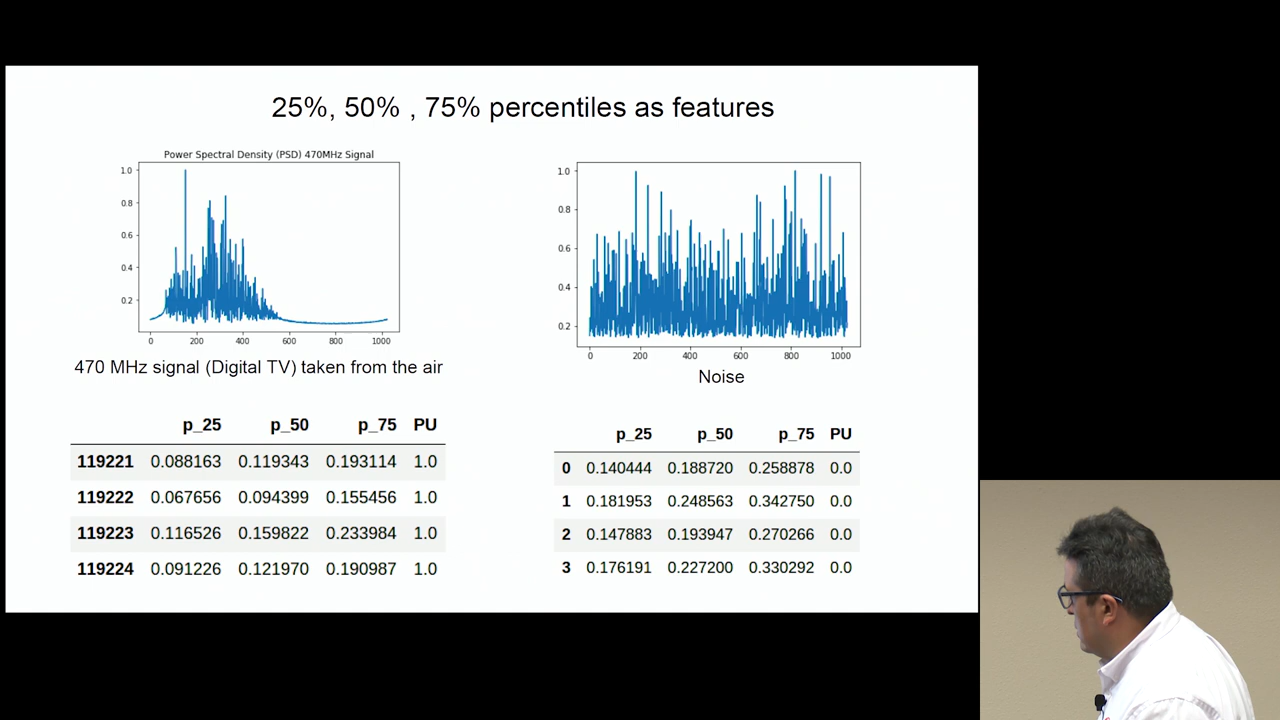 25%, 50% , 75% percentiles as features
Power Spectral Density (PSD) 470MHz Signal
1.0
0.8
0.6
0.4
0.2
0 200 400 600 800 1000
470 MHz signal (Digital TV) taken from the air
1.0
0.8
0.6
0.4
0.2
0 200 400 600 800 1000
Noise
p_25 p_50 p_75 PU
119221 0.088163 0.119343 0.193114 1.0
119222 0.067656 0.094399 0.155456 1.0
119223 0.116526 0.159822 0.233984 1.0
119224 0.091226 0.121970 0.190987 1.0
p_25 p_50 p_75 PU
0 0.140444 0.188720 0.258878 0.0
1 0.181953 0.248563 0.342750 0.0
2 0.147883 0.193947 0.270266 0.0
3 0.176191 0.227200 0.330292 0.0